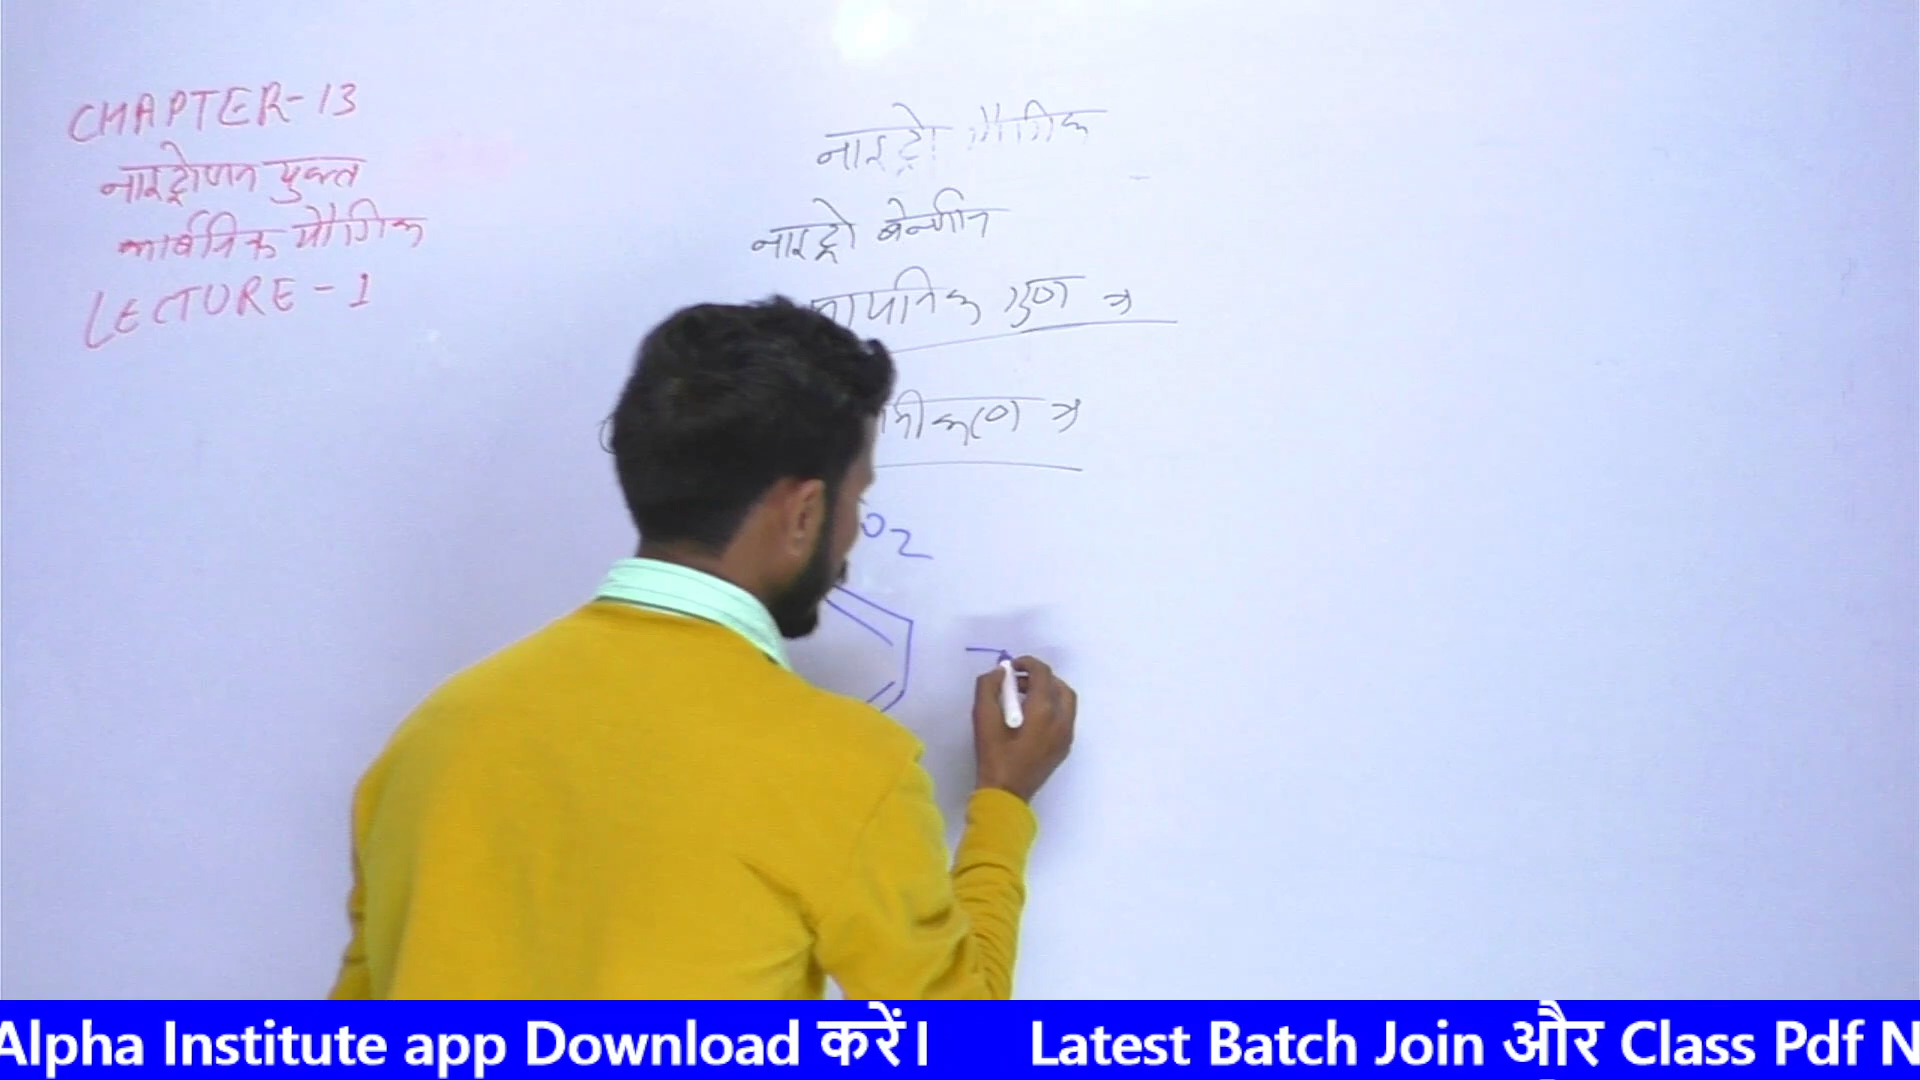 CHAPTER-13
नाइट्रोजन युक्त
कार्बनिक यौगिक
LECTURE-1
नाइट्रो यौगिक
नाइट्रो बेन्जीन
गुण
O2
Alpha Institute app Download करें। Latest Batch Join और Class Pdf N